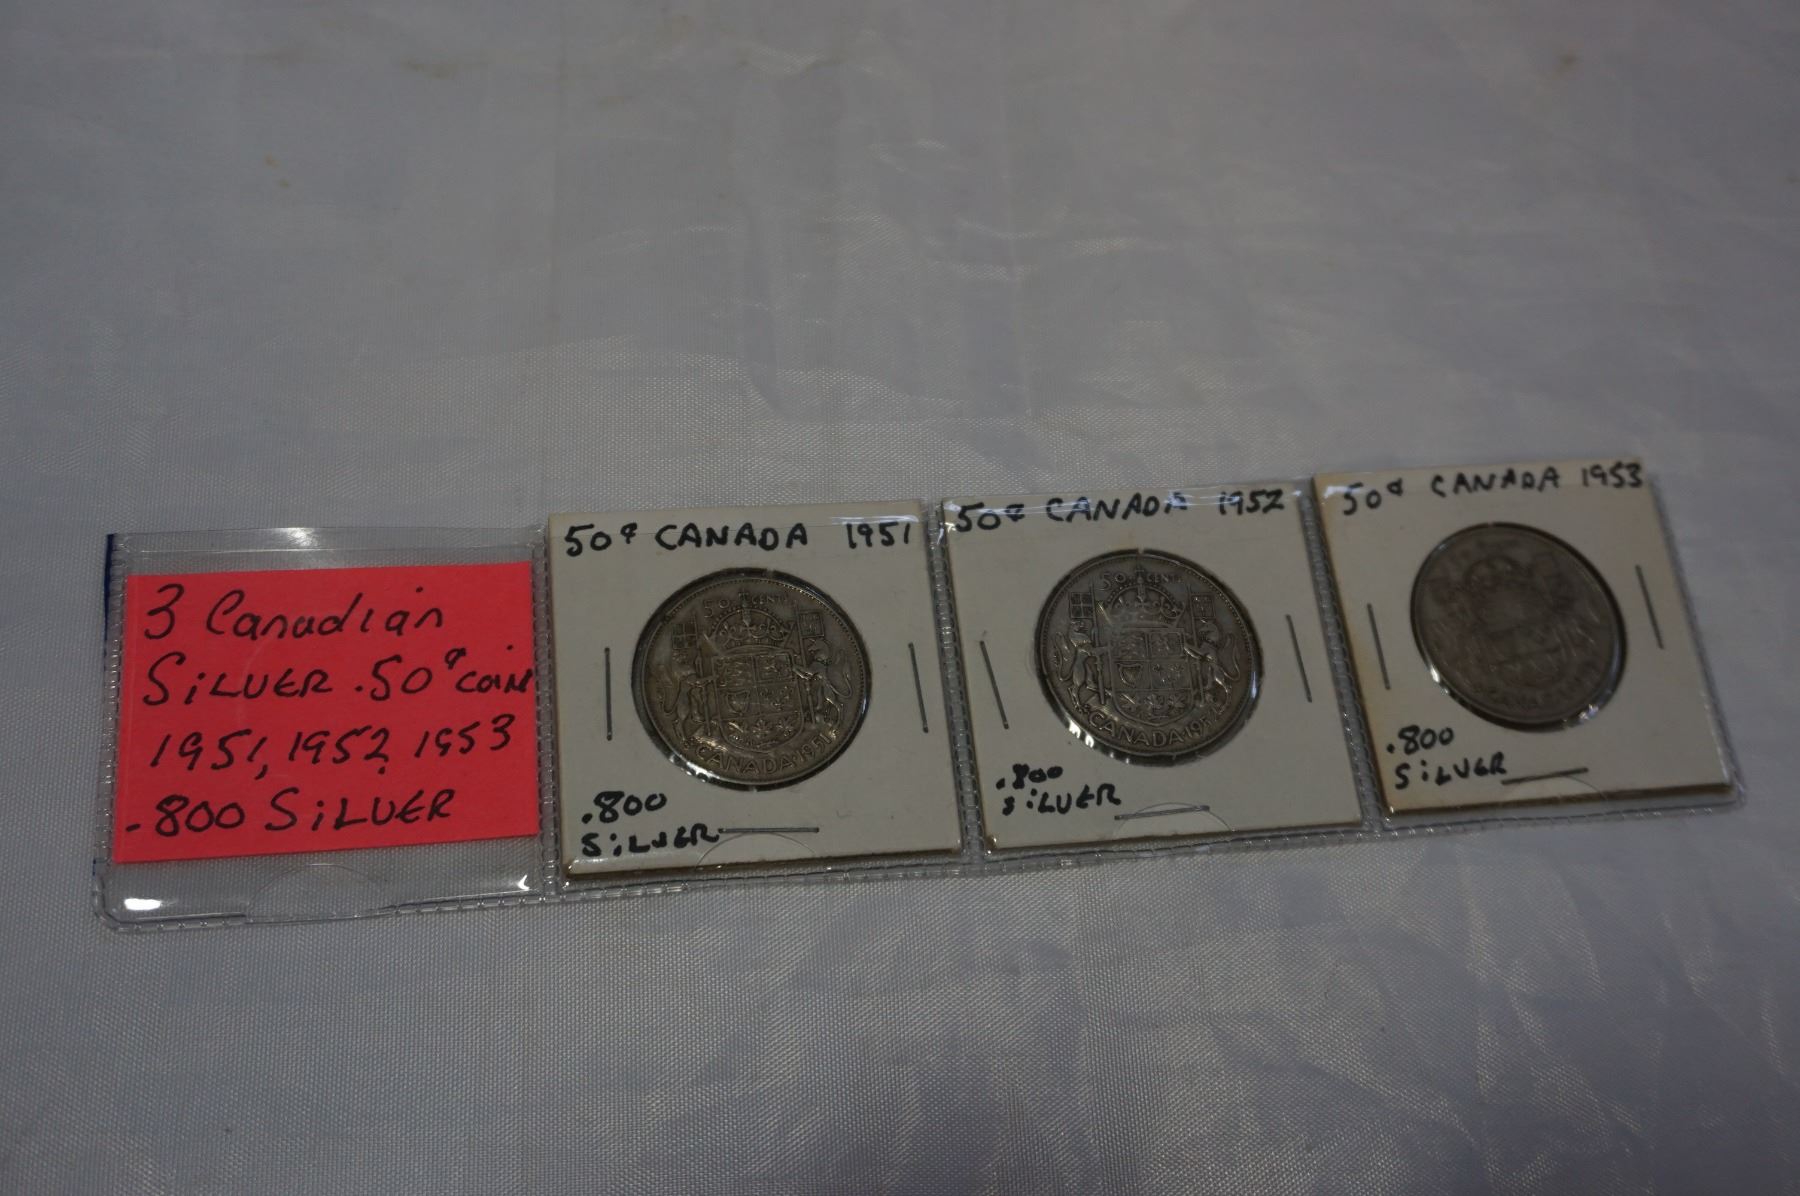 3 Canadian
SiLVER .50¢ COiN
1951, 1952, 1953
.800 SiLVER
50¢ CANADA 1951
50 CENTS
CANADA·1951
.800
SiLVER
50¢ CANADA 1952
50 CENTS
CANADA·195
.800
SiLVER
50¢ CANADA 1953
.800
SiLVER